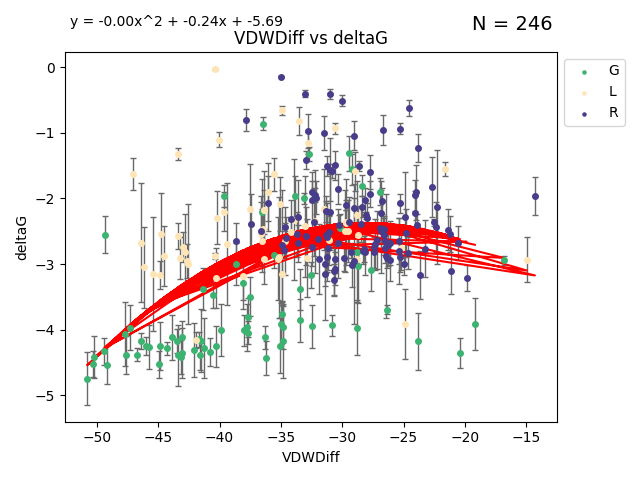 y = -0.00x^2 + -0.24x + -5.69
N = 246
VDWDiff vs deltaG
G
L
R
deltaG
0
−1
−2
−3
−4
−5
−50
−45
−40
−35
−30
−25
−20
−15
VDWDiff